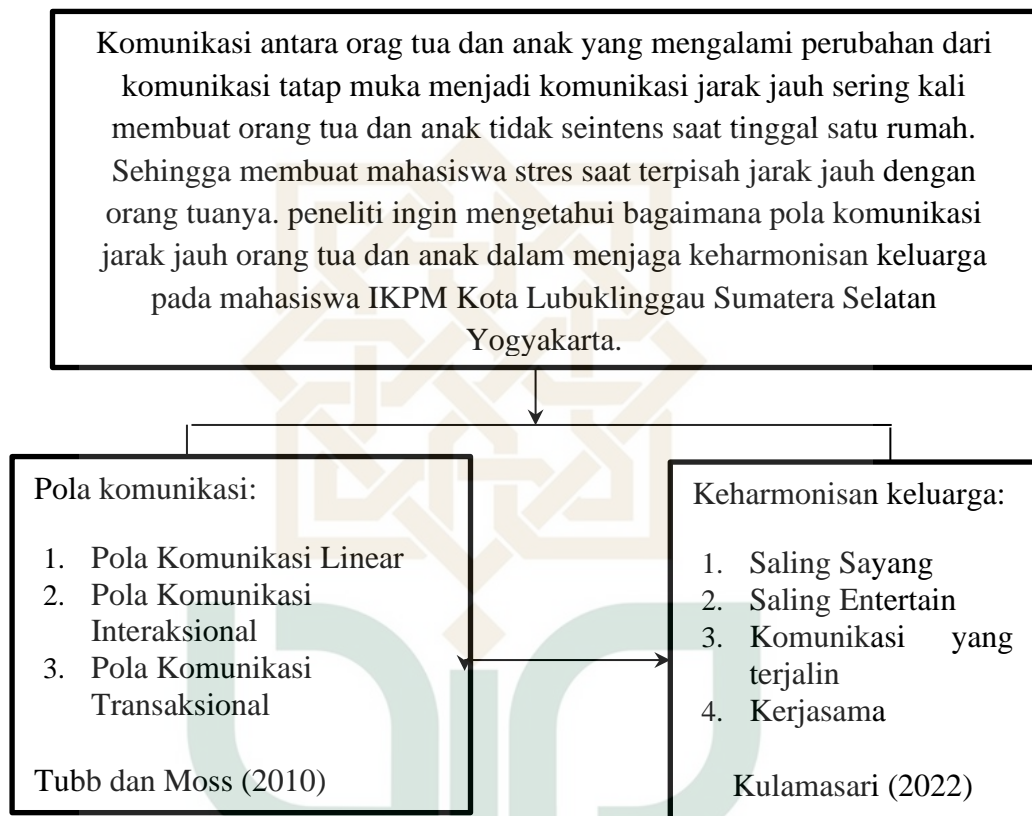 Komunikasi antara orag tua dan anak yang mengalami perubahan dari
komunikasi tatap muka menjadi komunikasi jarak jauh sering kali
membuat orang tua dan anak tidak seintens saat tinggal satu rumah.
Sehingga membuat mahasiswa stres saat terpisah jarak jauh dengan
orang tuanya. peneliti ingin mengetahui bagaimana pola komunikasi
jarak jauh orang tua dan anak dalam menjaga keharmonisan keluarga
pada mahasiswa IKPM Kota Lubuklinggau Sumatera Selatan
Yogyakarta.
Pola komunikasi:
1. Pola Komunikasi Linear
2. Pola Komunikasi
Interaksional
3. Pola Komunikasi
Transaksional
Tubb dan Moss (2010)
Keharmonisan keluarga:
1. Saling Sayang
2. Saling Entertain
3. Komunikasi yang
terjalin
4. Kerjasama
Kulamasari (2022)